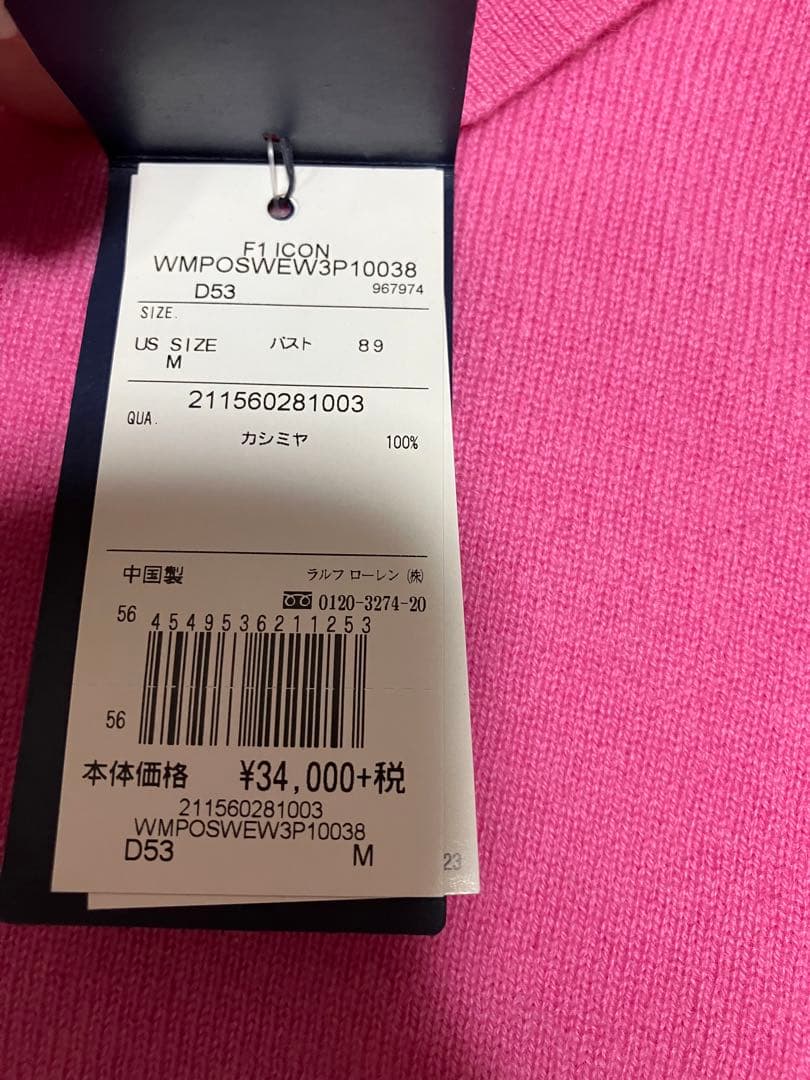 F1 ICON
WMPOSWEW3P10038
D53 967974
SIZE.
US SIZE バスト 89
M
211560281003
QUA.
カシミヤ 100%
中国製 ラルフ ローレン ㈱
0120-3274-20
56 4549536211253
56
本体価格 ¥34,000+税
211560281003
WMPOSWEW3P10038
D53 M
23